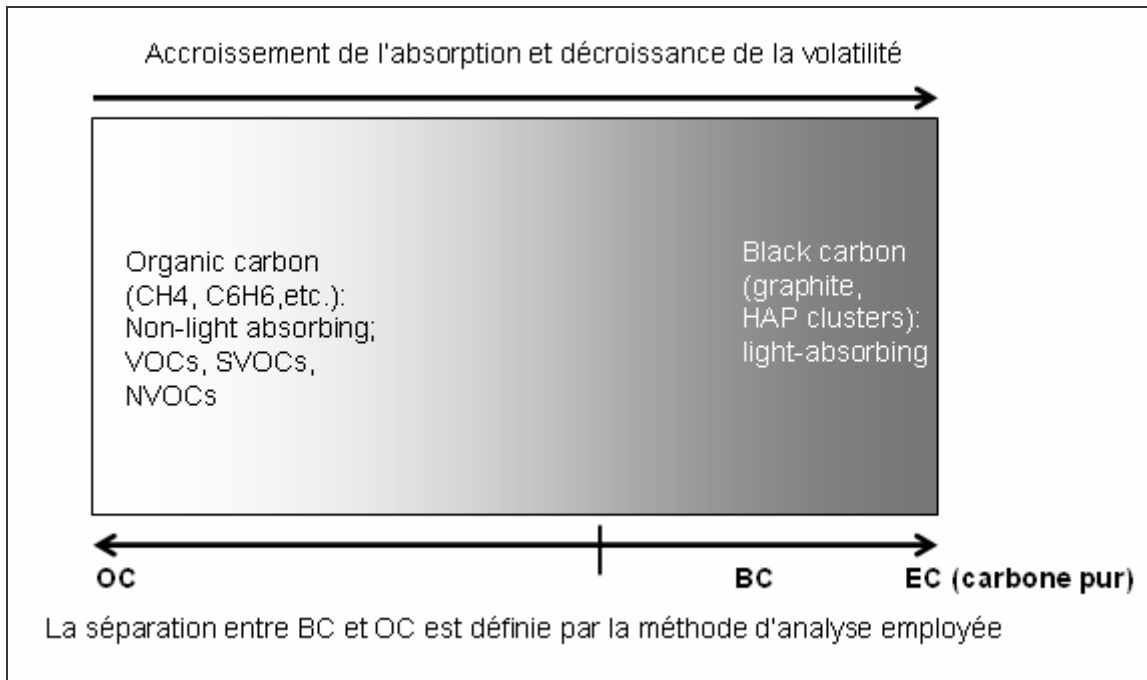 Accroissement de l'absorption et décroissance de la volatilité
Organic carbon
(CH4, C6H6,etc.):
Non-light absorbing;
VOCs, SVOCs,
NVOCs
Black carbon
(graphite,
HAP clusters):
light-absorbing
OC BC EC (carbone pur)
La séparation entre BC et OC est définie par la méthode d'analyse employée